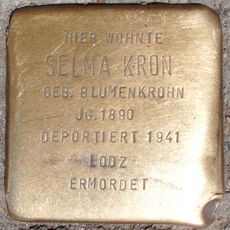 HIER WOHNTE
SELMA KRON
GEB. BLUMENKROHN
JG. 1890
DEPORTIERT 1941
ŁODZ
ERMORDET